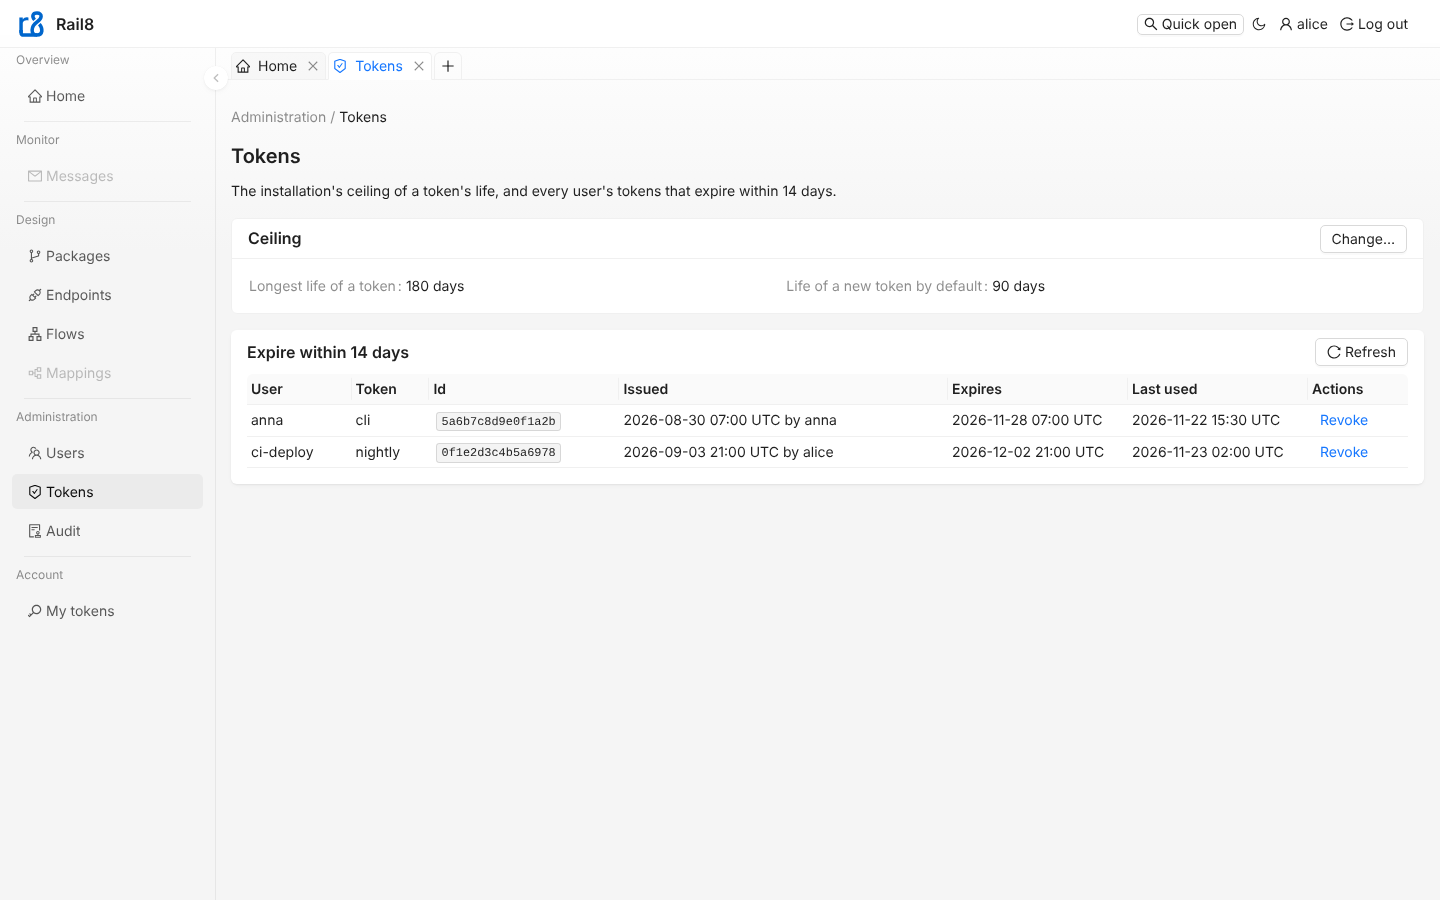 Rail8
Quick open
alice
Log out
Overview
Home
Monitor
Messages
Design
Packages
Endpoints
Flows
Mappings
Administration
Users
Tokens
Audit
Account
My tokens
Home
Tokens
Administration / Tokens
Tokens
The installation's ceiling of a token's life, and every user's tokens that expire within 14 days.
Ceiling
Change...
Longest life of a token: 180 days
Life of a new token by default: 90 days
Expire within 14 days
Refresh
User Token Id Issued Expires Last used Actions
anna cli 5a6b7c8d9e0f1a2b 2026-08-30 07:00 UTC by anna 2026-11-28 07:00 UTC 2026-11-22 15:30 UTC Revoke
ci-deploy nightly 0f1e2d3c4b5a6978 2026-09-03 21:00 UTC by alice 2026-12-02 21:00 UTC 2026-11-23 02:00 UTC Revoke